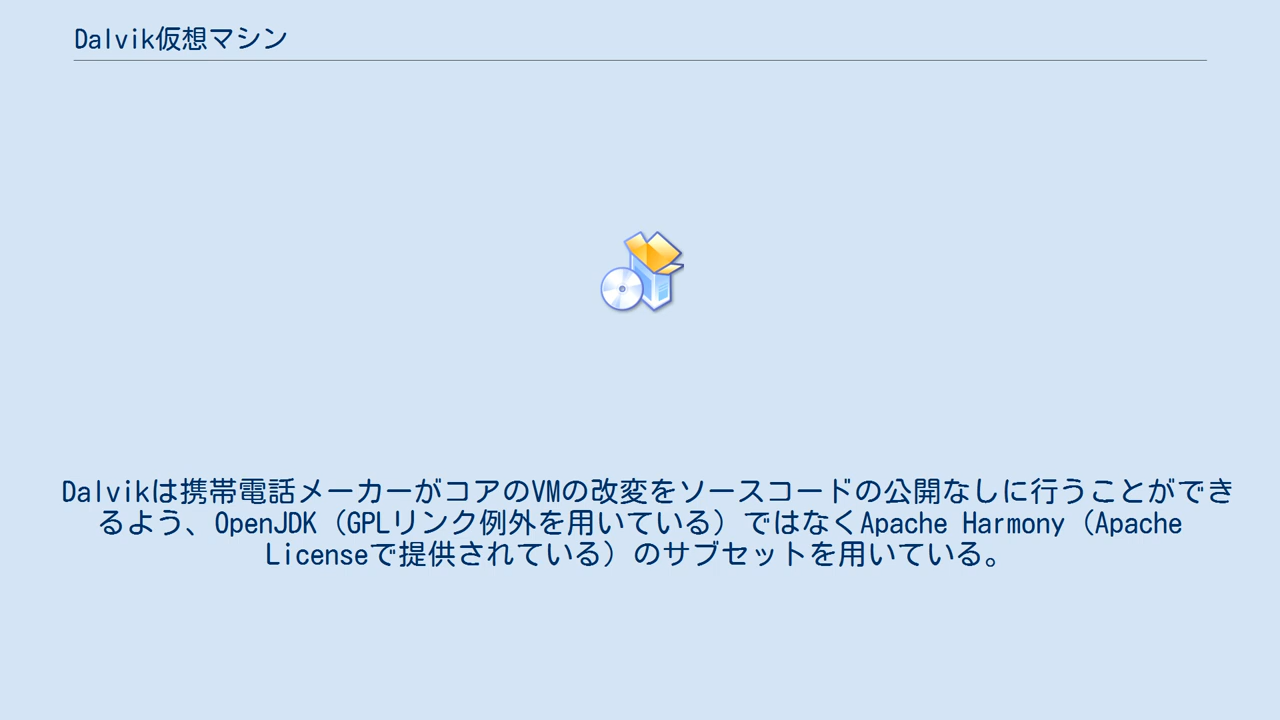 Dalvik仮想マシン
Dalvikは携帯電話メーカーがコアのVMの改変をソースコードの公開なしに行うことができ
るよう、OpenJDK（GPLリンク例外を用いている）ではなくApache Harmony（Apache
Licenseで提供されている）のサブセットを用いている。